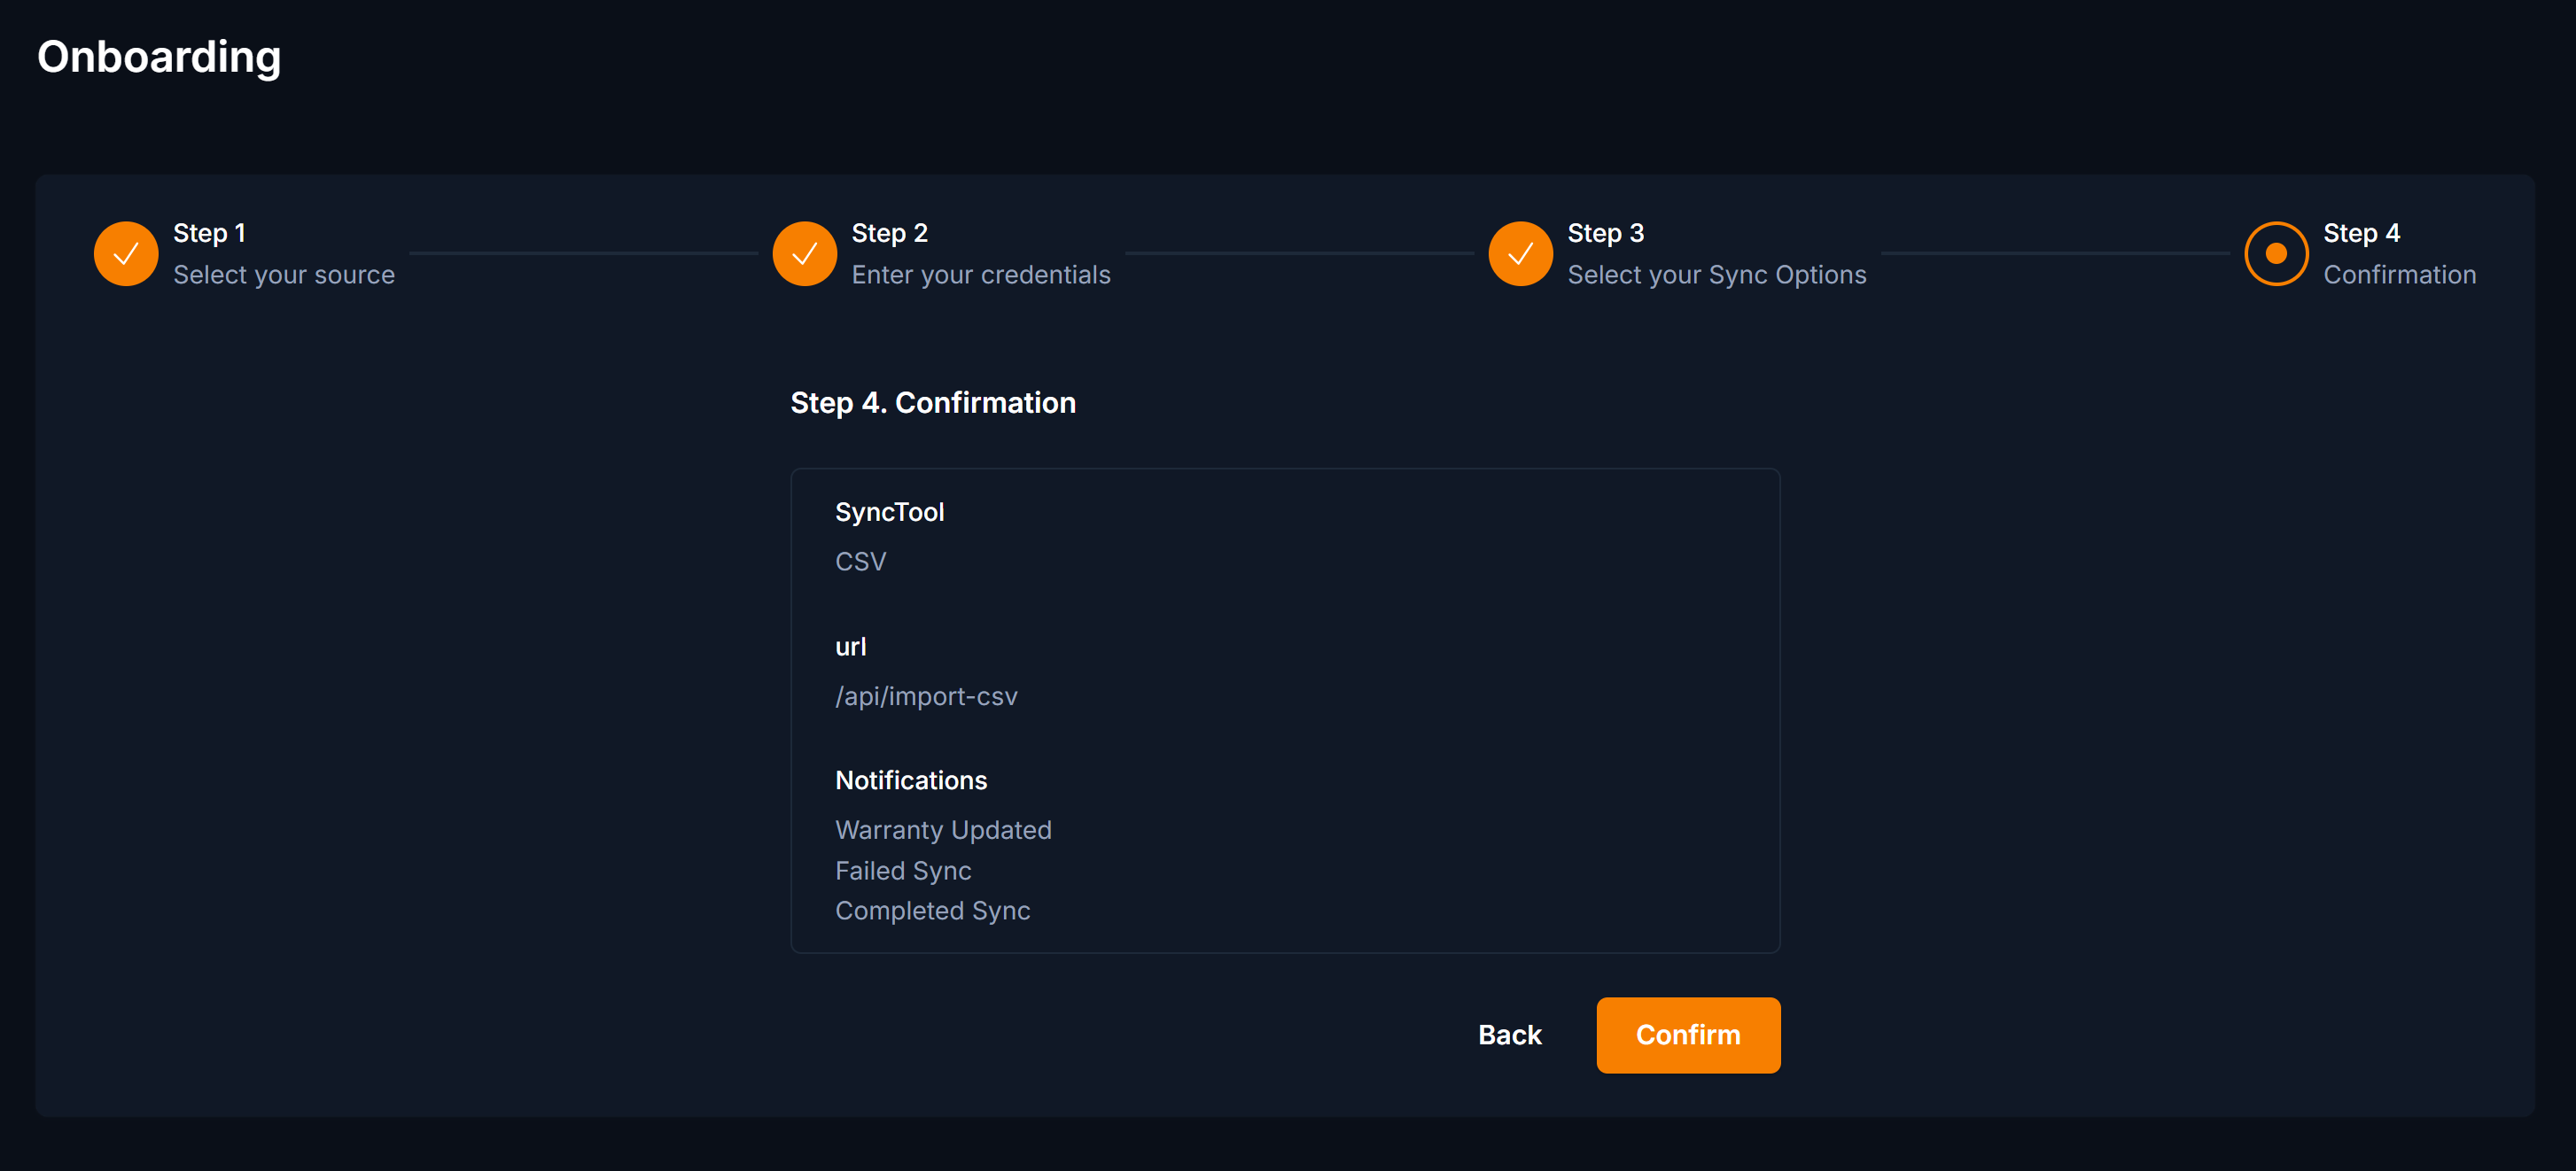 Onboarding
Step 1
Select your source
Step 2
Enter your credentials
Step 3
Select your Sync Options
Step 4
Confirmation
Step 4. Confirmation
SyncTool
CSV
url
/api/import-csv
Notifications
Warranty Updated
Failed Sync
Completed Sync
Back
Confirm